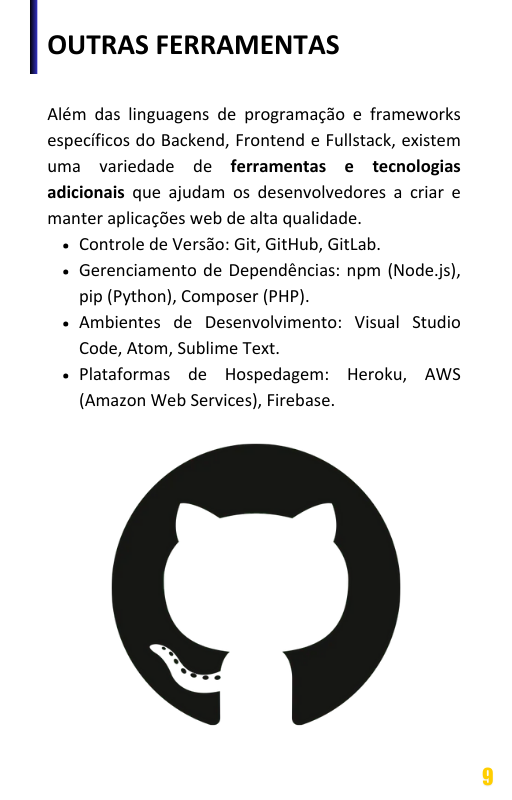 OUTRAS FERRAMENTAS
Além das linguagens de programação e frameworks
específicos do Backend, Frontend e Fullstack, existem
uma variedade de ferramentas e tecnologias
adicionais que ajudam os desenvolvedores a criar e
manter aplicações web de alta qualidade.
• Controle de Versão: Git, GitHub, GitLab.
• Gerenciamento de Dependências: npm (Node.js),
pip (Python), Composer (PHP).
• Ambientes de Desenvolvimento: Visual Studio
Code, Atom, Sublime Text.
• Plataformas de Hospedagem: Heroku, AWS
(Amazon Web Services), Firebase.
9